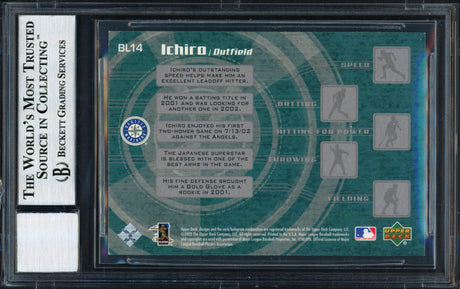 The World's Most Trusted
Source in Collecting™
Beckett Grading Services
BL14
Ichiro / Outfield
Ichiro's outstanding
speed helps make him an
excellent leadoff hitter.
He won a batting title in
2001 and was looking for
another one in 2002.
Ichiro enjoyed his first
two-homer game on 7/13/02
against the Angels.
The Japanese superstar
is blessed with one of the
best arms in the game.
His fine defense brought
him a Gold Glove as a
rookie in 2001.
Speed
Batting
Hitting for Power
Throwing
Fielding
Upper Deck